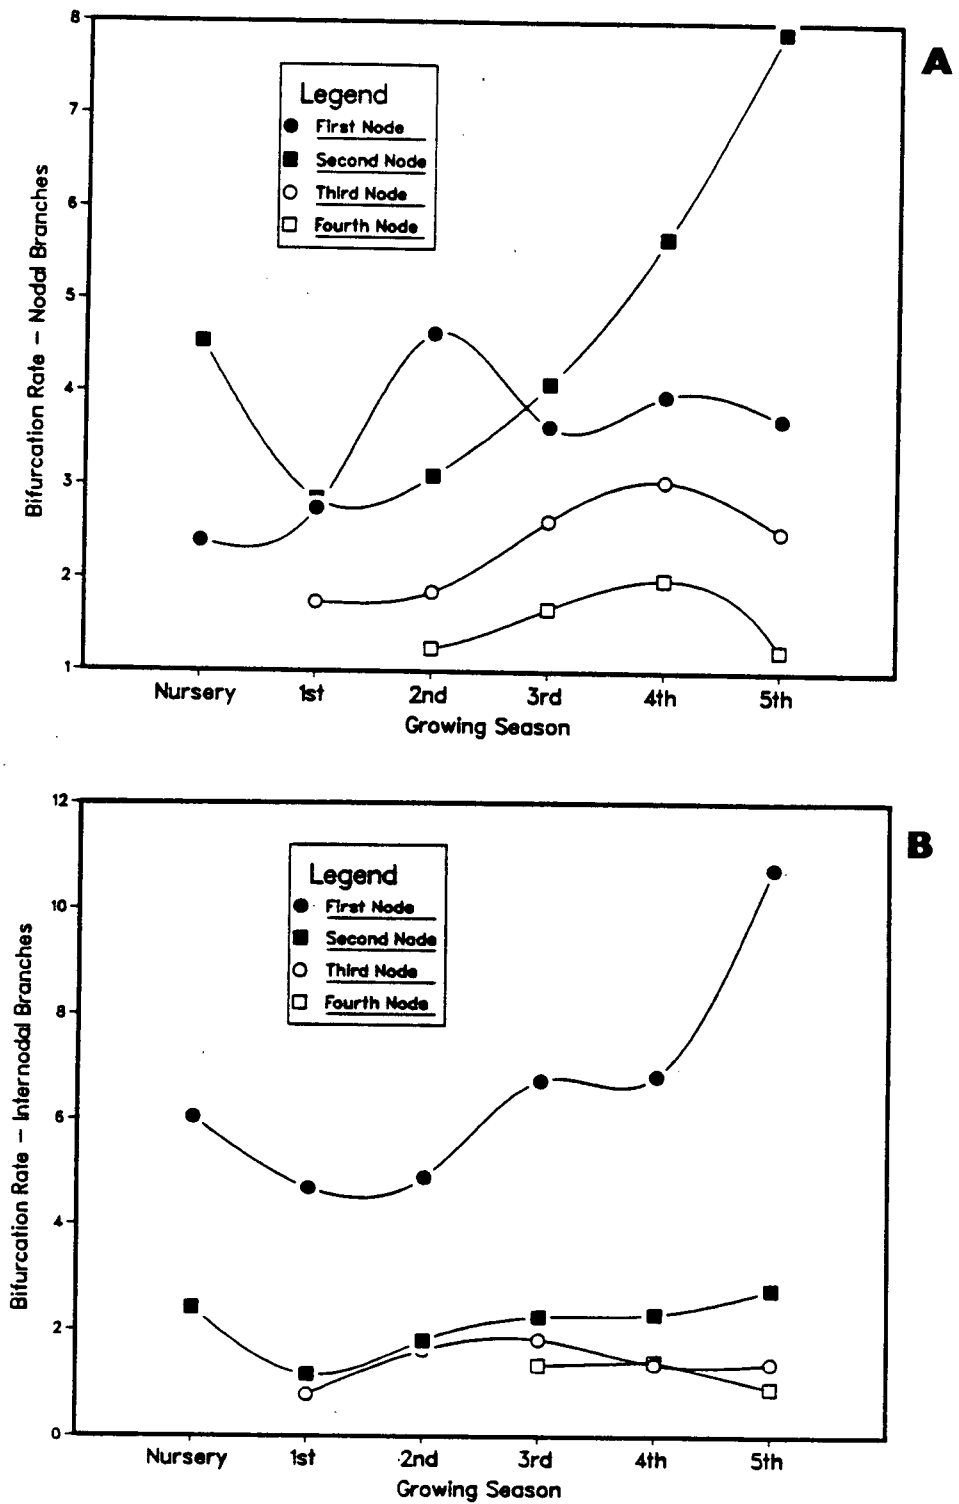 A
8
7
6
5
4
3
2
1
Bifurcation Rate – Nodal Branches
Legend
First Node
Second Node
Third Node
Fourth Node
Nursery 1st 2nd 3rd 4th 5th
Growing Season
B
12
10
8
6
4
2
0
Bifurcation Rate – Internodal Branches
Legend
First Node
Second Node
Third Node
Fourth Node
Nursery 1st 2nd 3rd 4th 5th
Growing Season